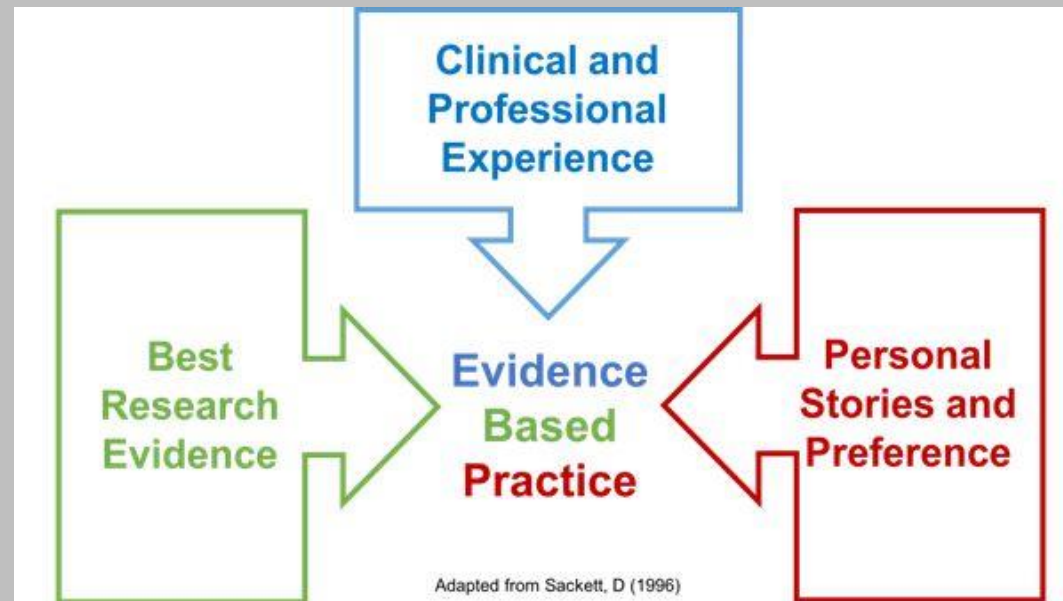 Clinical and
Professional
Experience
Best
Research
Evidence
Evidence
Based
Practice
Personal
Stories and
Preference
Adapted from Sackett, D (1996)